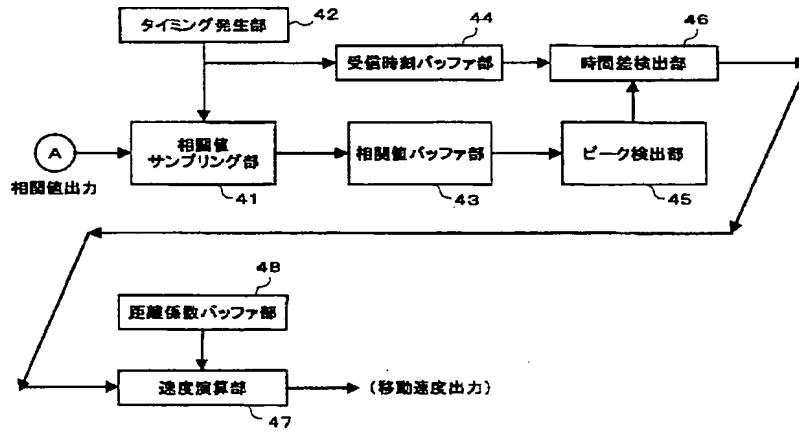 タイミング発生部
42
44
46
受信時刻バッファ部
時間差検出部
A
相関値
サンプリング部
相関値バッファ部
ピーク検出部
相関値出力
41
43
45
48
距離係数バッファ部
速度演算部
(移動速度出力)
47